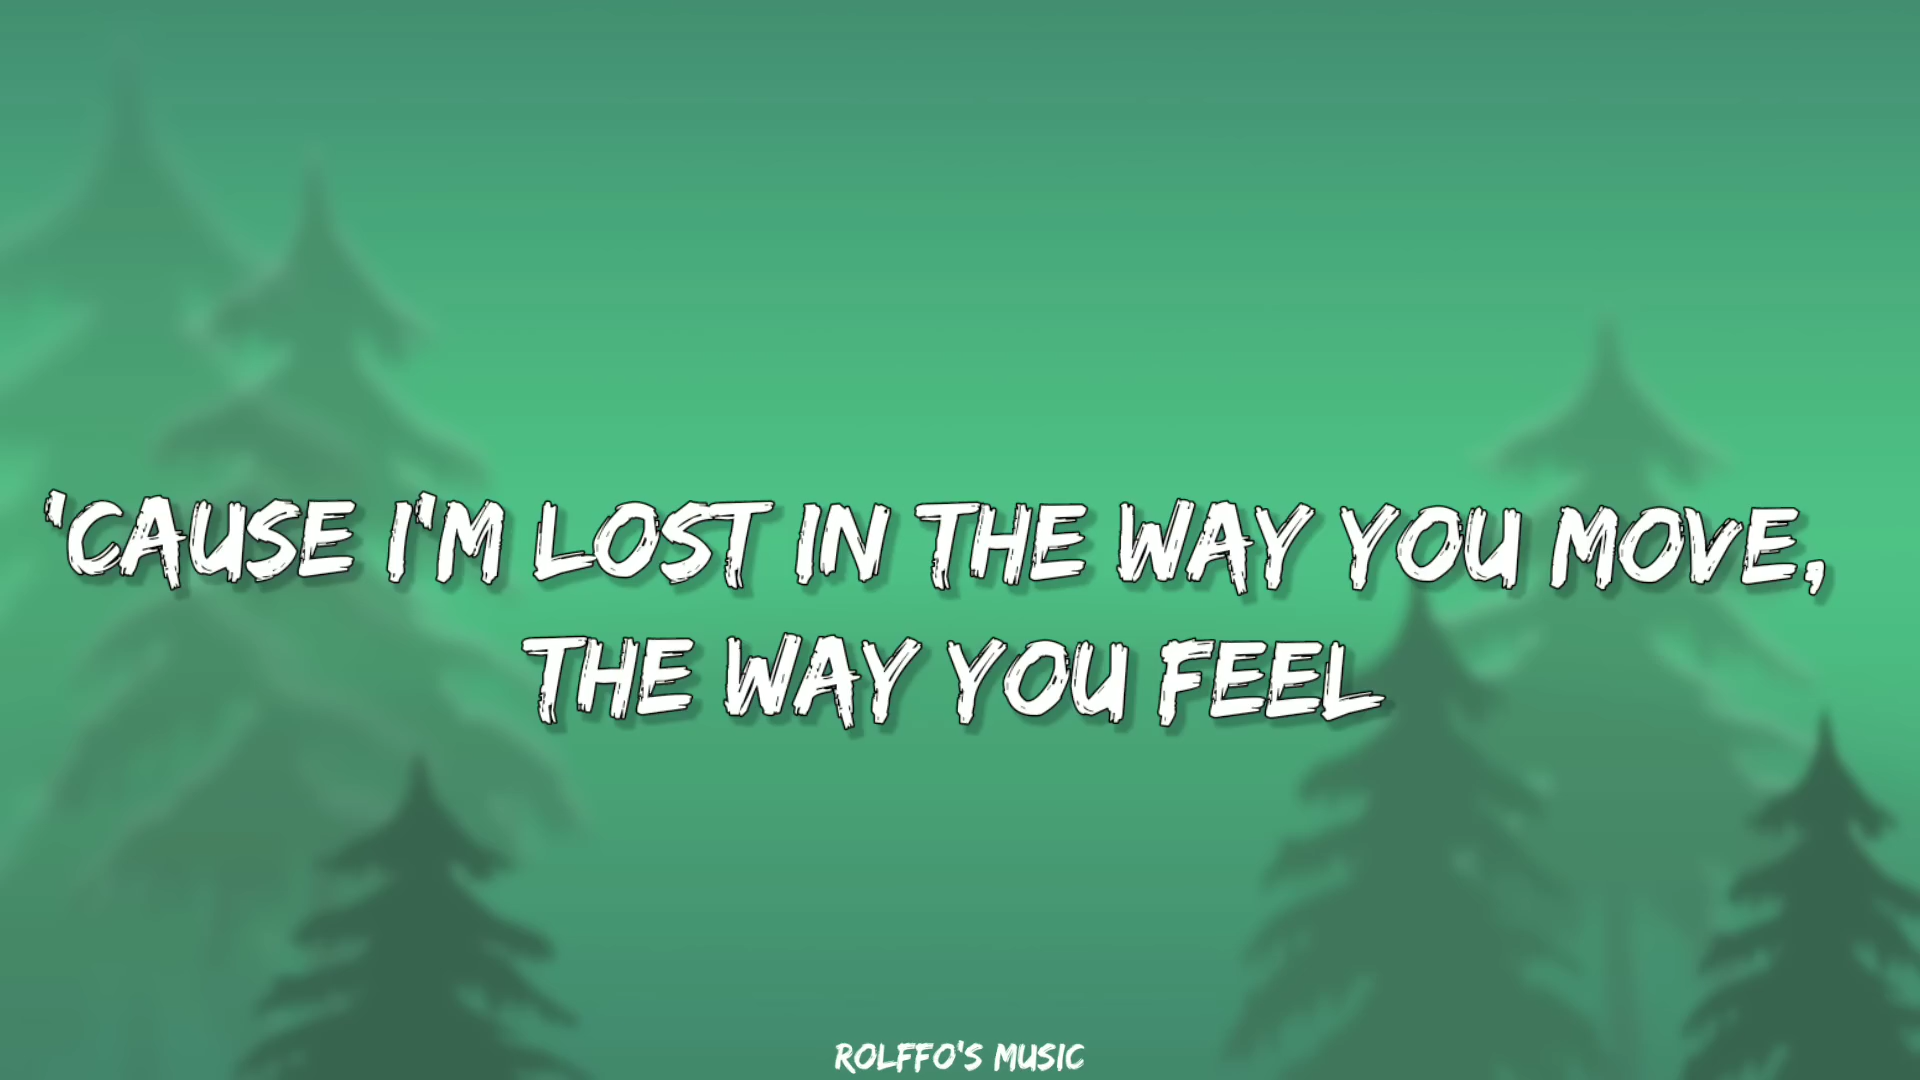 'CAUSE I'M LOST IN THE WAY YOU MOVE,
THE WAY YOU FEEL
ROLFFO'S MUSIC